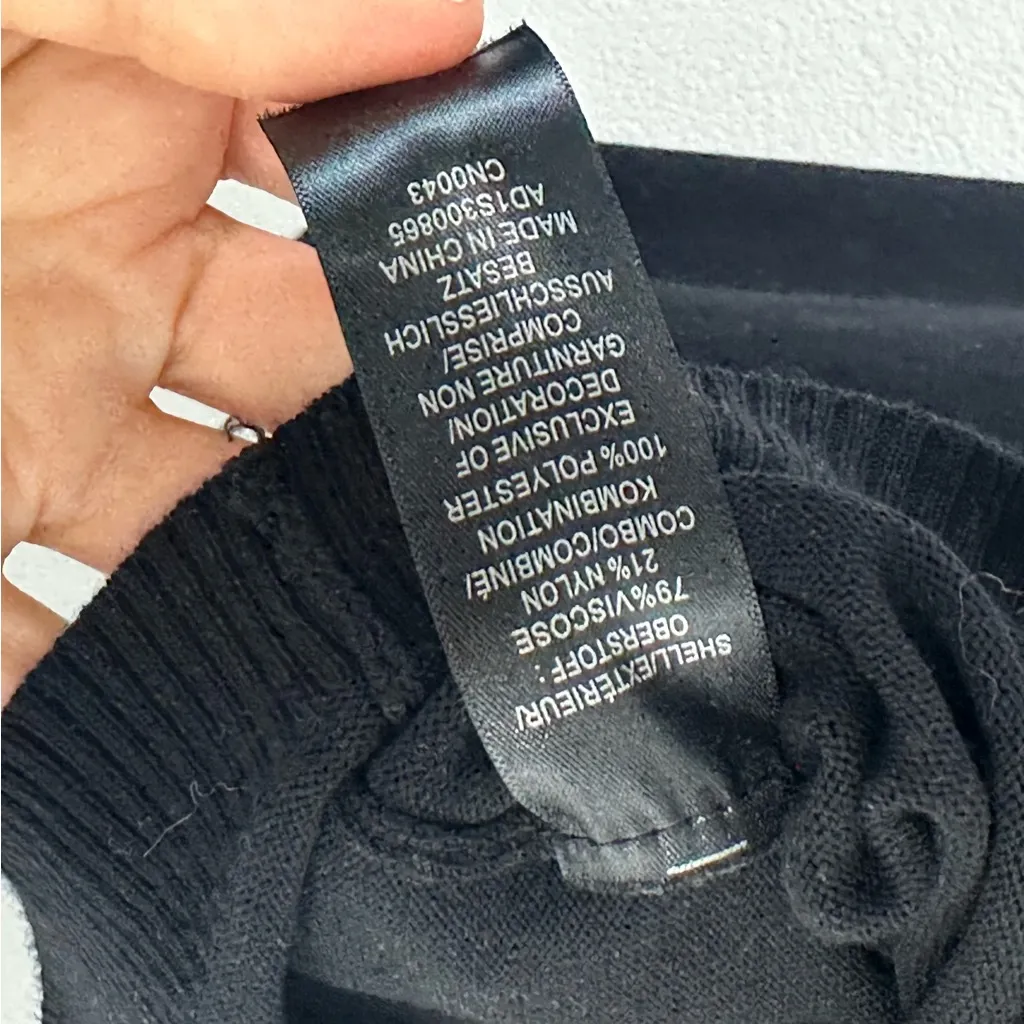 SHELL/EXTÉRIEUR/
OBERSTOFF :
79%VISCOSE
21% NYLON
COMBO/COMBINÉ/
KOMBINATION
100% POLYESTER
EXCLUSIVE OF
DECORATION/
GARNITURE NON
COMPRISE/
AUSSCHLIESSLICH
BESATZ
MADE IN CHINA
AD1S300865
CN0043